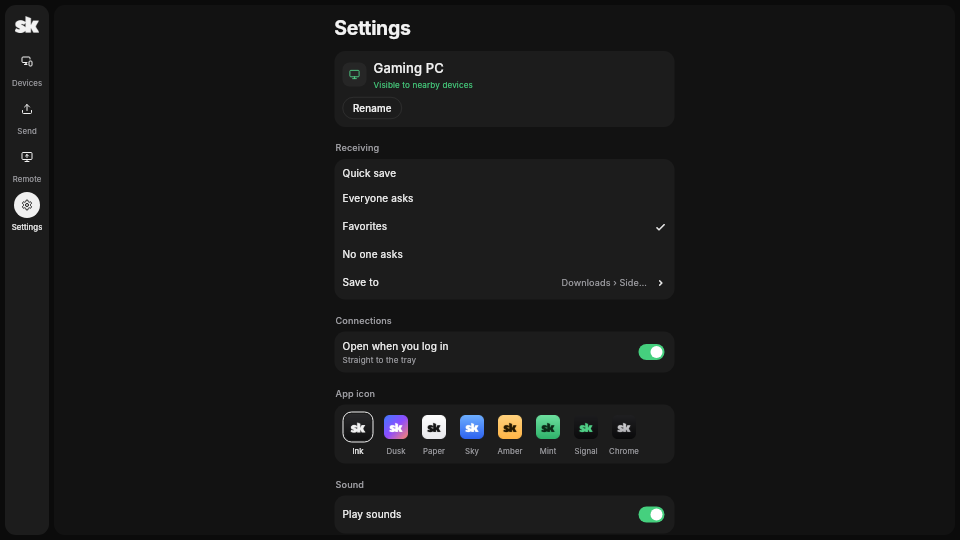 sk
Devices
Send
Remote
Settings
Settings
Gaming PC
Visible to nearby devices
Rename
Receiving
Quick save
Everyone asks
Favorites
No one asks
Save to
Downloads › Side...
Connections
Open when you log in
Straight to the tray
App icon
sk sk sk sk sk sk sk sk
Ink Dusk Paper Sky Amber Mint Signal Chrome
Sound
Play sounds